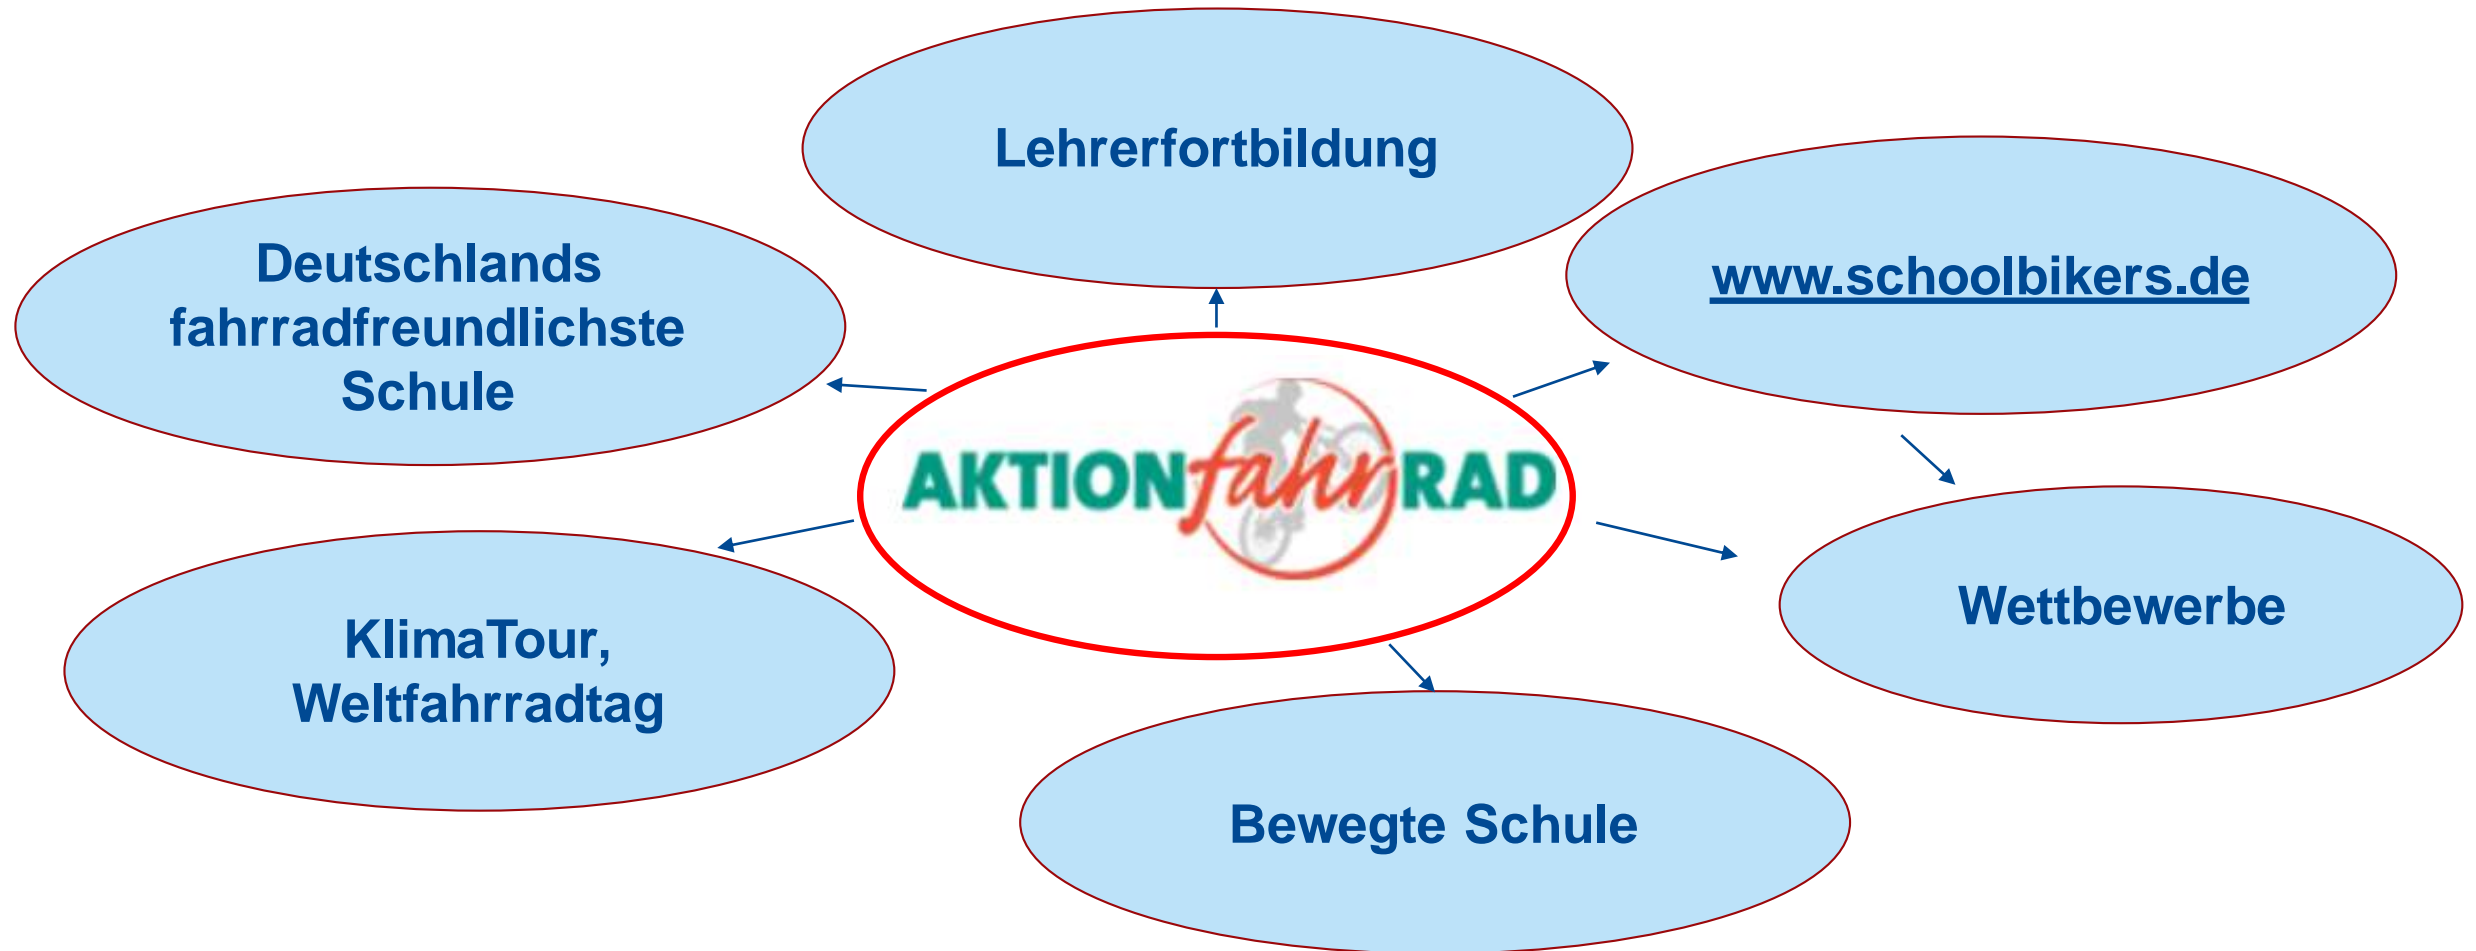 Lehrerfortbildung
www.schoolbikers.de
Deutschlands
fahrradfreundlichste
Schule
AKTIONfahrRAD
Wettbewerbe
KlimaTour,
Weltfahrradtag
Bewegte Schule